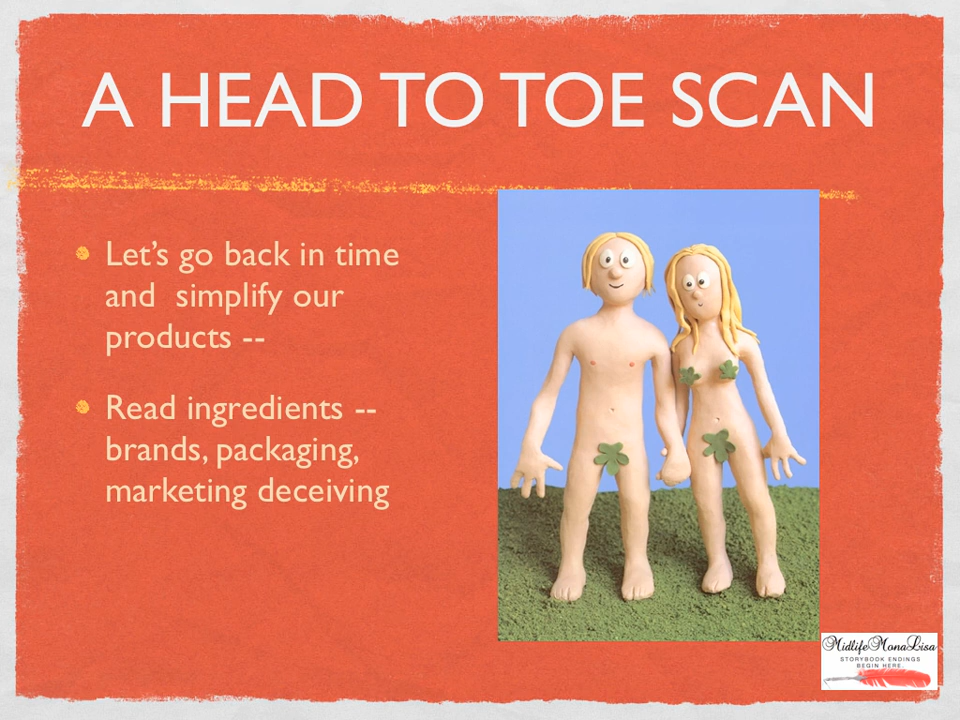 A HEAD TO TOE SCAN
Let’s go back in time
and  simplify our
products --
Read ingredients --
brands, packaging,
marketing deceiving
MidlifeMonaLisa
STORYBOOK ENDINGS
BEGIN HERE.